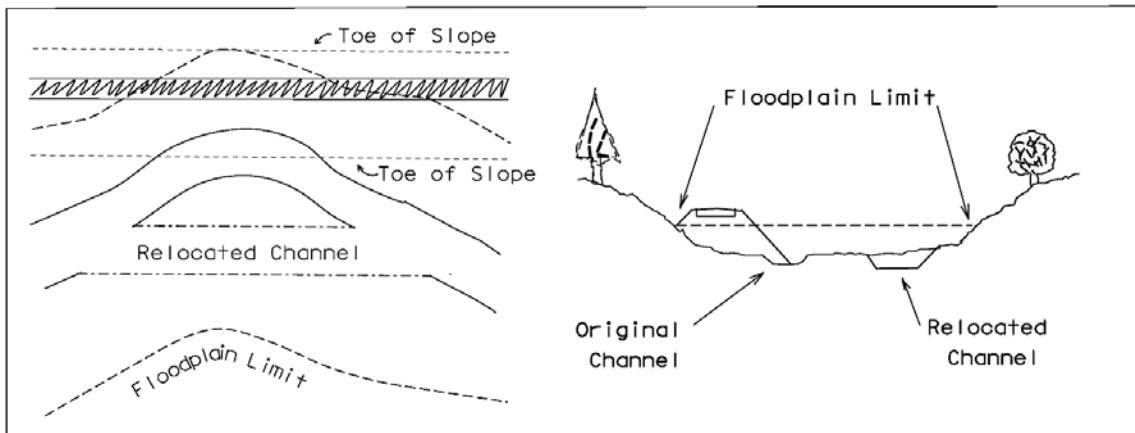 Toe of Slope
Toe of Slope
Relocated Channel
Floodplain Limit
Floodplain Limit
Original
Channel
Relocated
Channel